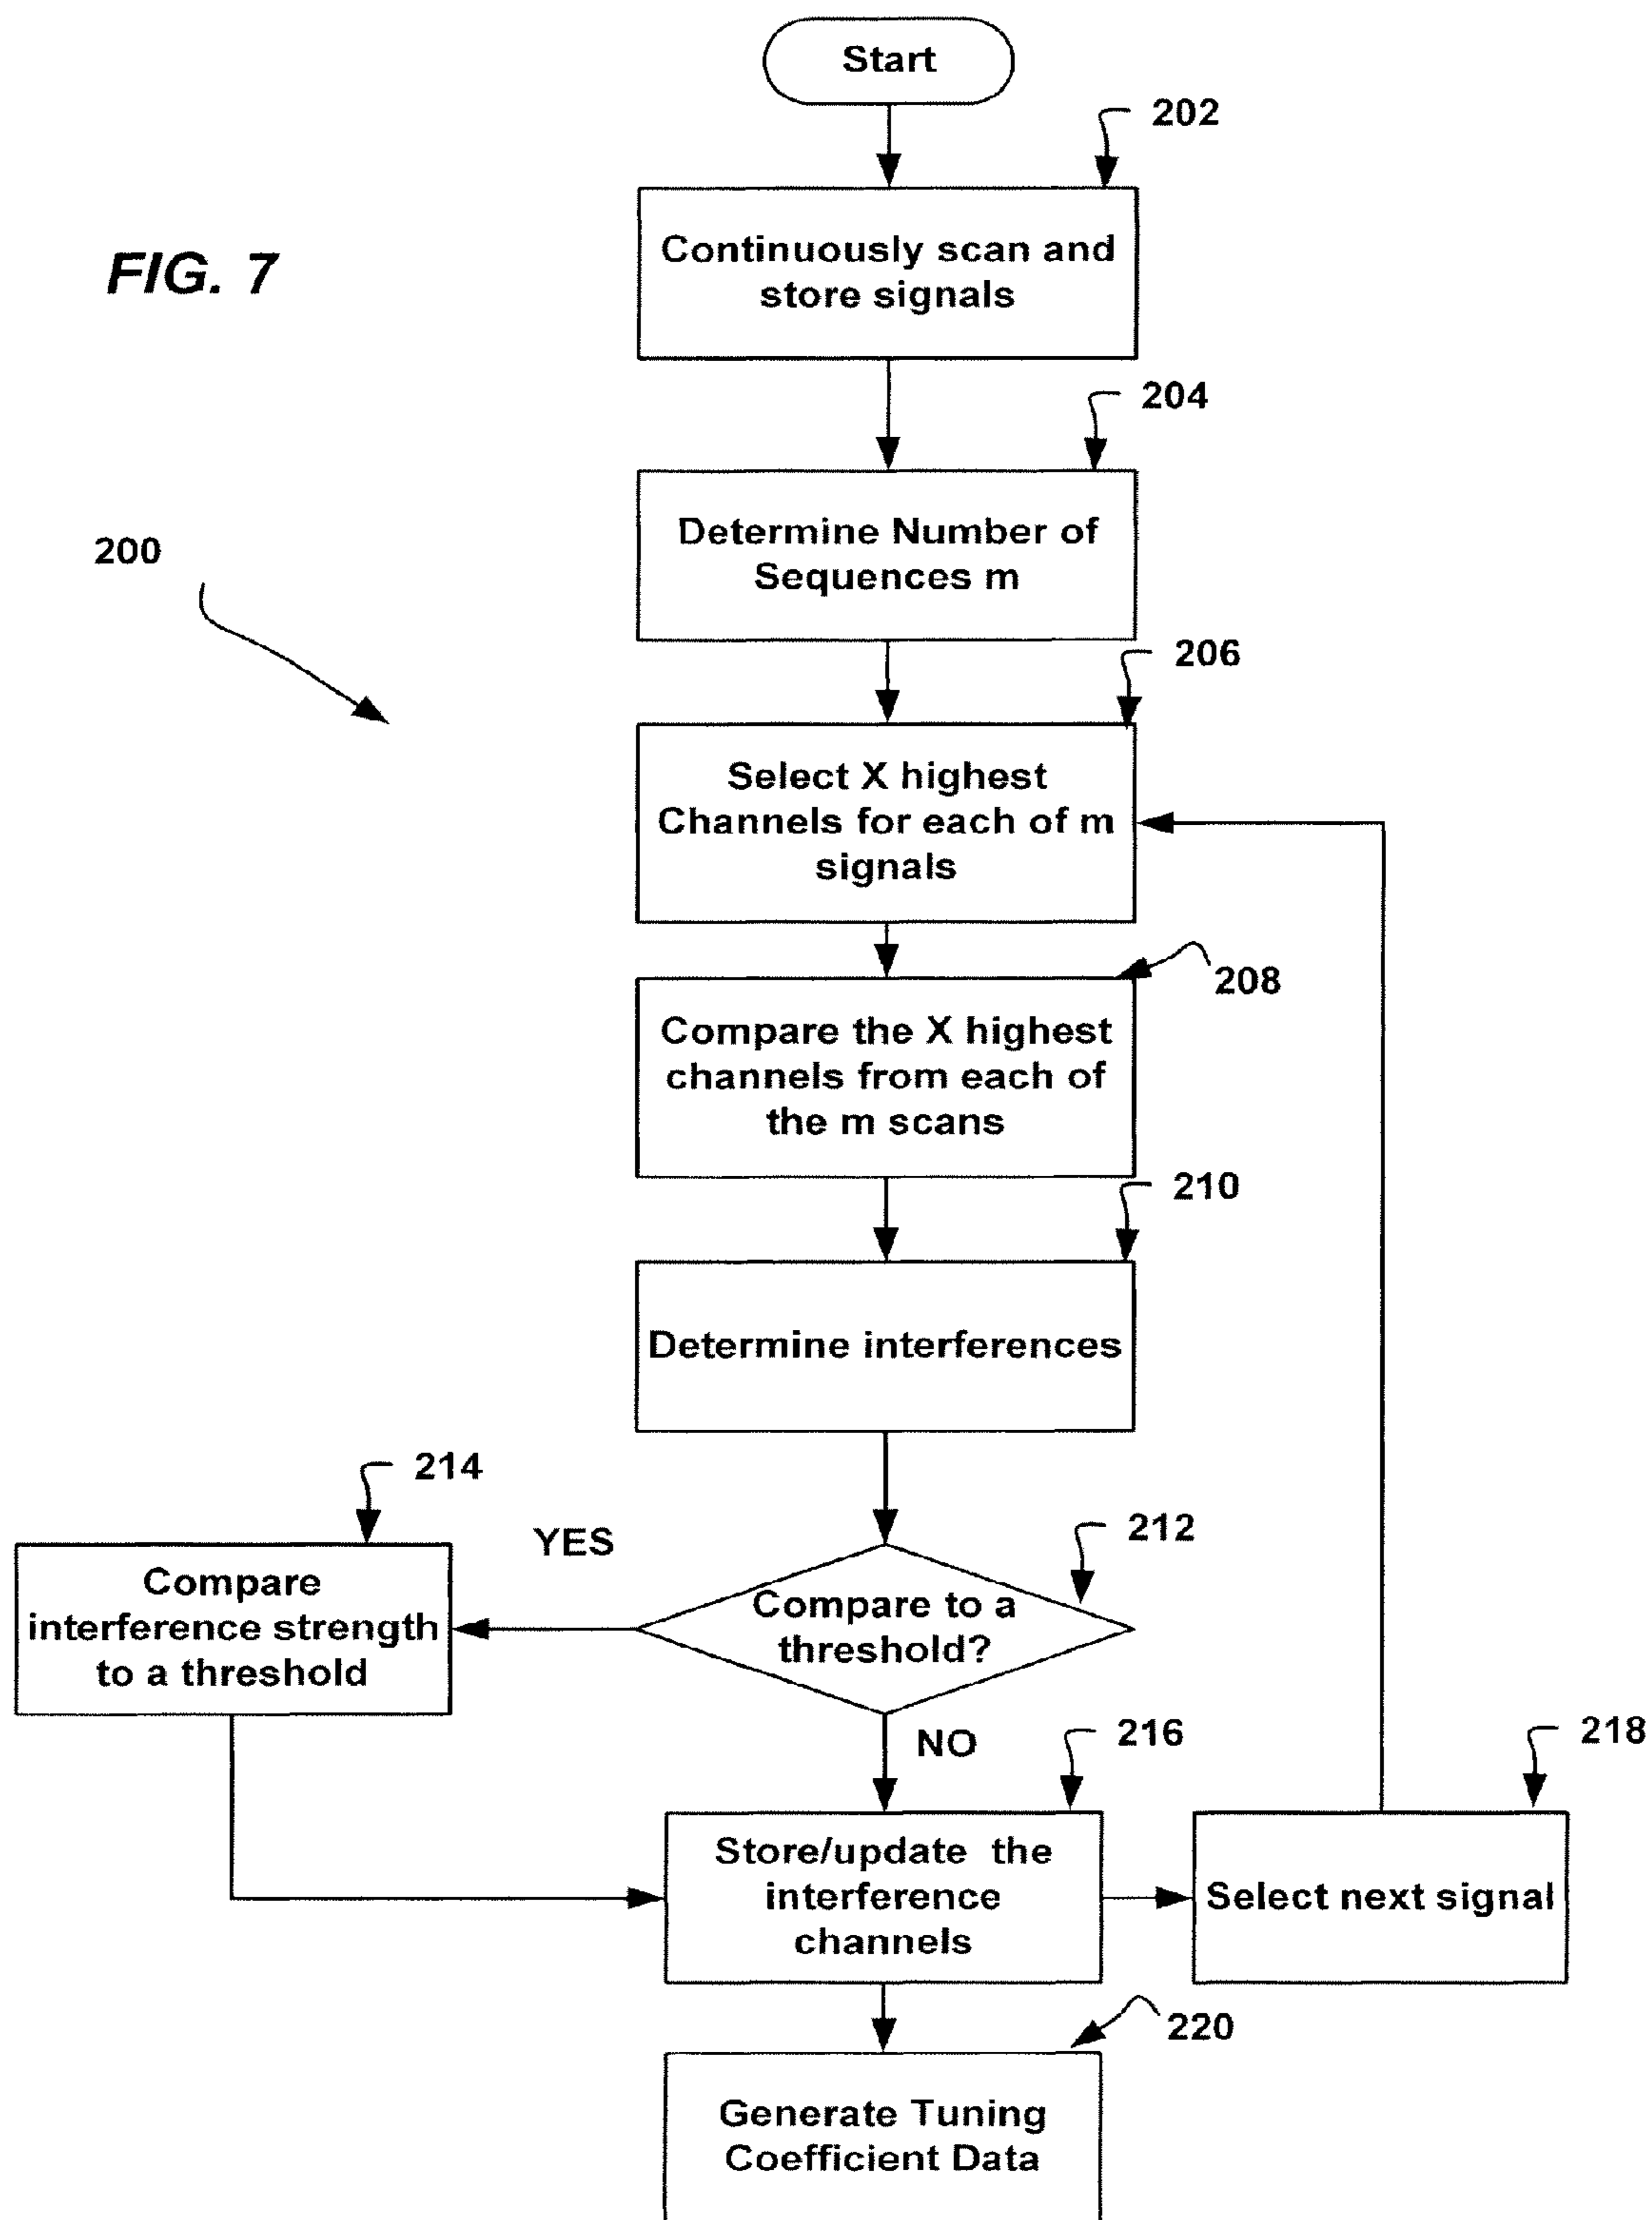 Start
202
Continuously scan and
store signals
FIG. 7
204
Determine Number of
Sequences m
200
206
Select X highest
Channels for each of m
signals
208
Compare the X highest
channels from each of
the m scans
210
Determine interferences
214
YES
212
Compare
interference strength
to a threshold
Compare to a
threshold?
NO
216
218
Store/update the
interference
channels
Select next signal
220
Generate Tuning
Coefficient Data